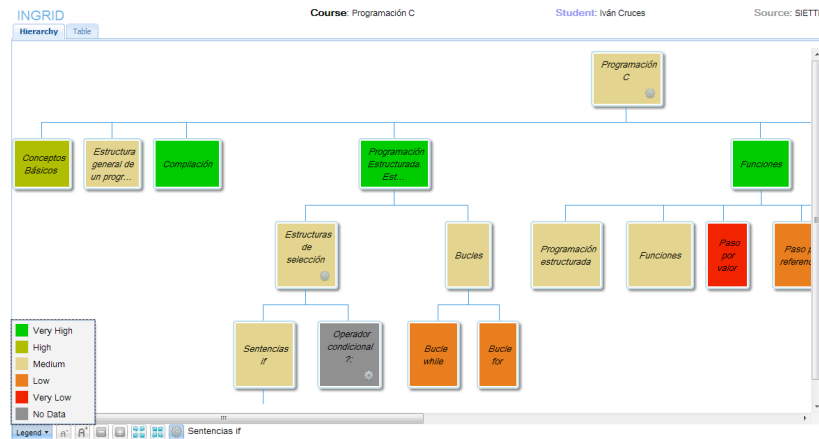 INGRID
Course: Programación C
Student: Iván Cruces
Source: SIETT
Hierarchy
Table
Programación
C
Conceptos
Básicos
Estructura
general de
un progr...
Compilación
Programación
Estructurada.
Est...
Funciones
Estructuras
de
selección
Bucles
Programación
estructurada
Funciones
Paso
por
valor
Paso p
referenc
Sentencias
if
Operador
condicional
?:
Bucle
while
Bucle
for
Very High
High
Medium
Low
Very Low
No Data
Legend
A-
A+
Sentencias if